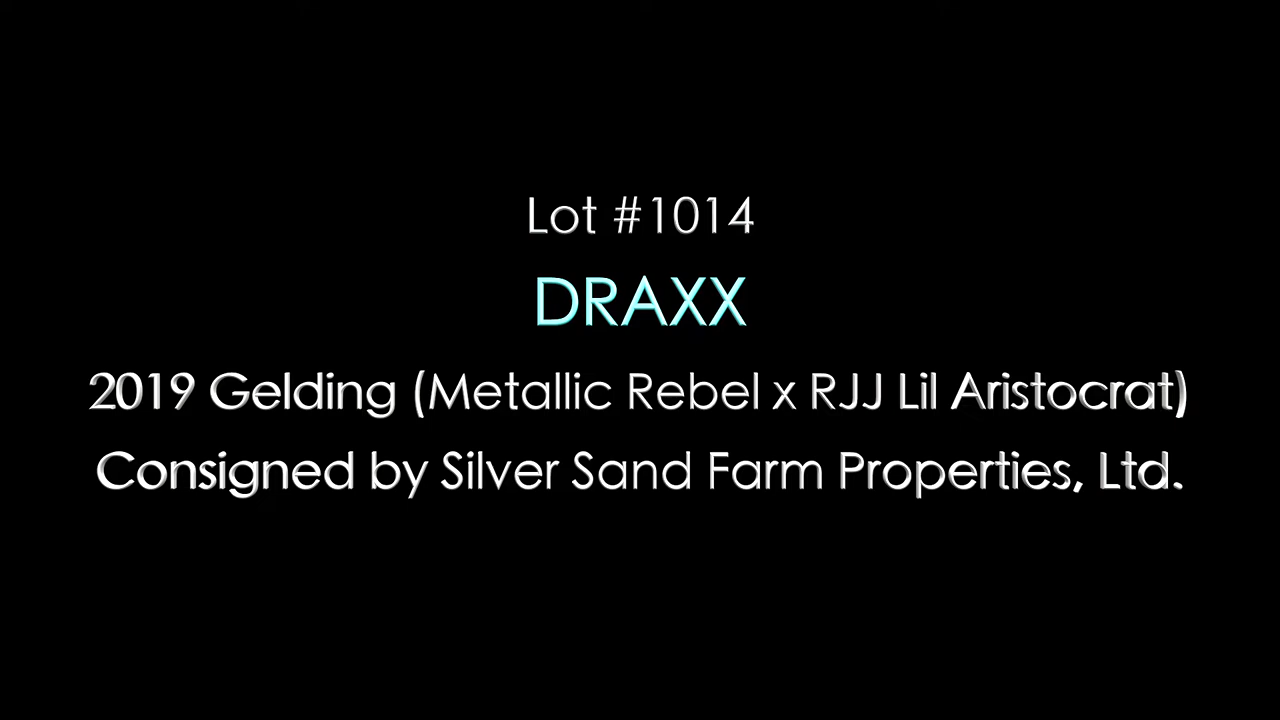 Lot #1014
DRAXX
2019 Gelding (Metallic Rebel x RJJ Lil Aristocrat)
Consigned by Silver Sand Farm Properties, Ltd.